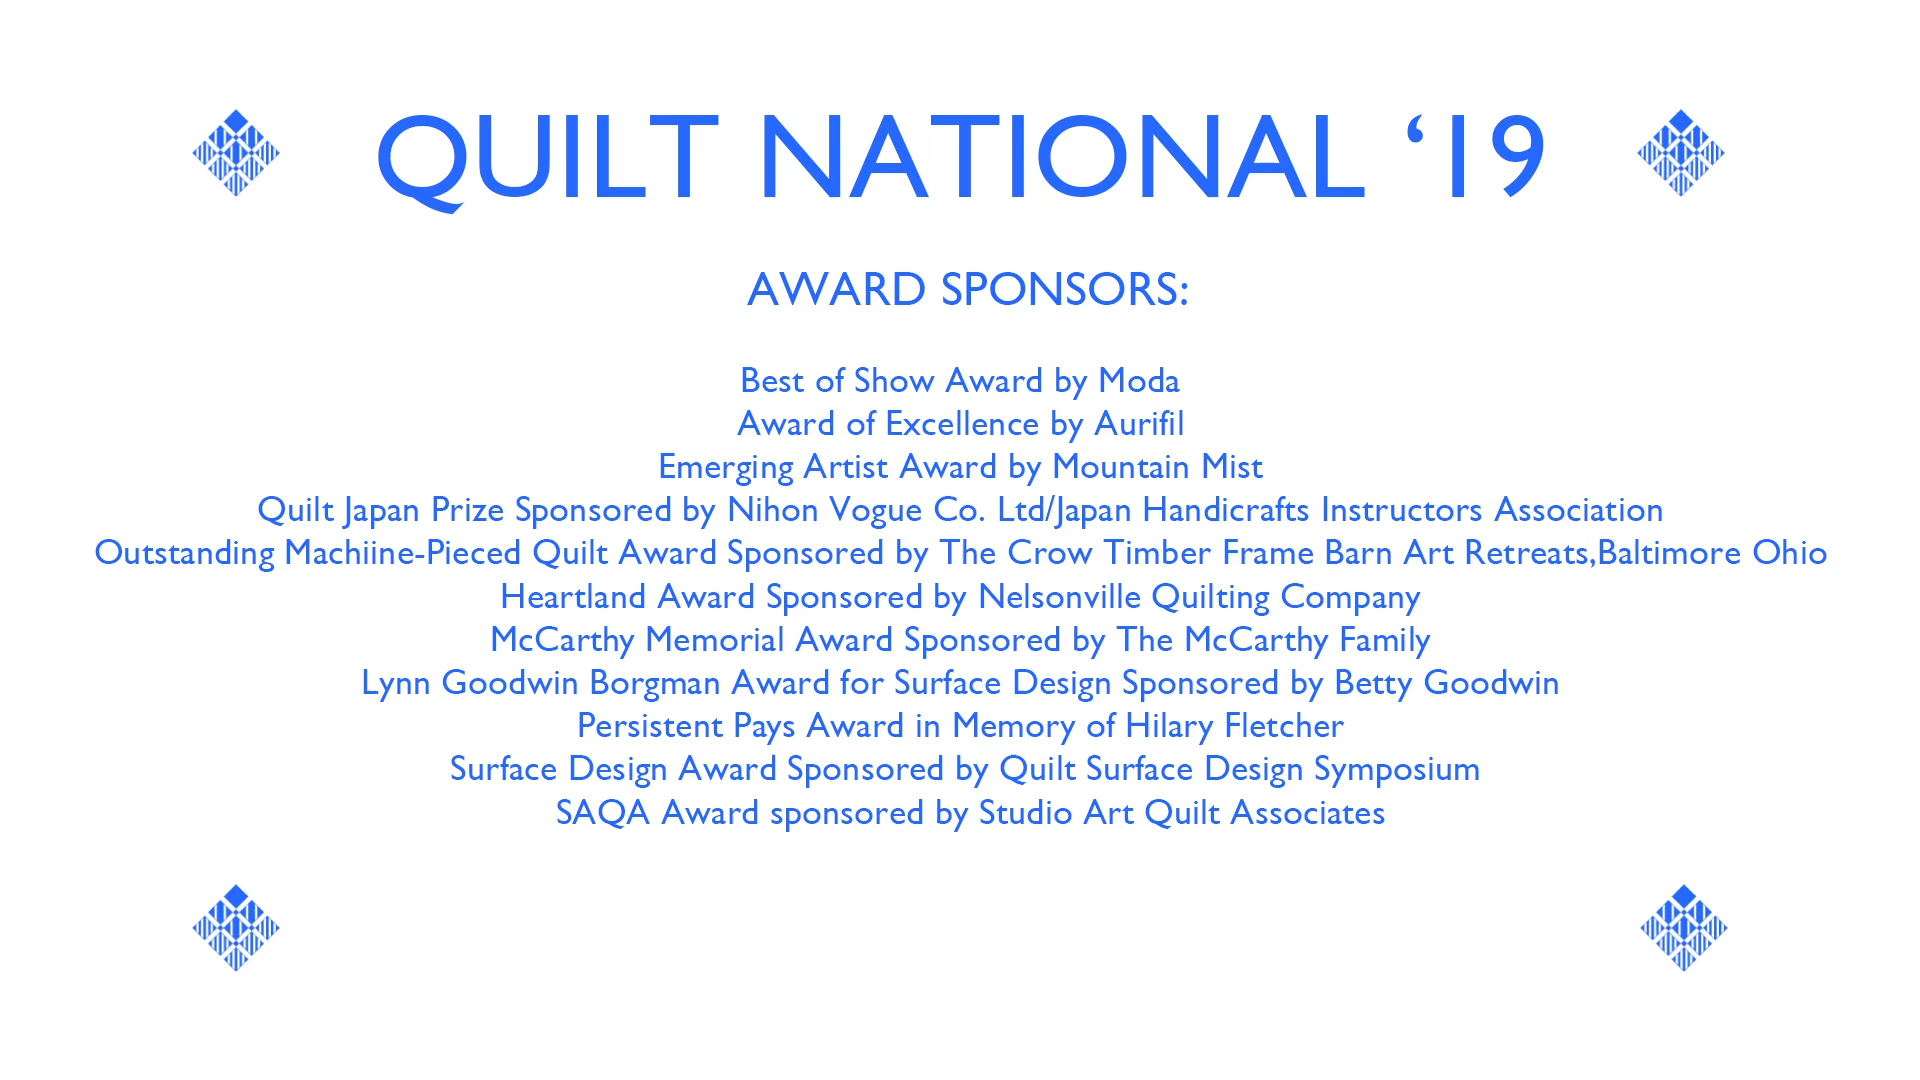 QUILT NATIONAL ‘19
AWARD SPONSORS:
Best of Show Award by Moda
Award of Excellence by Aurifil
Emerging Artist Award by Mountain Mist
Quilt Japan Prize Sponsored by Nihon Vogue Co. Ltd/Japan Handicrafts Instructors Association
Outstanding Machiine-Pieced Quilt Award Sponsored by The Crow Timber Frame Barn Art Retreats,Baltimore Ohio
Heartland Award Sponsored by Nelsonville Quilting Company
McCarthy Memorial Award Sponsored by The McCarthy Family
Lynn Goodwin Borgman Award for Surface Design Sponsored by Betty Goodwin
Persistent Pays Award in Memory of Hilary Fletcher
Surface Design Award Sponsored by Quilt Surface Design Symposium
SAQA Award sponsored by Studio Art Quilt Associates